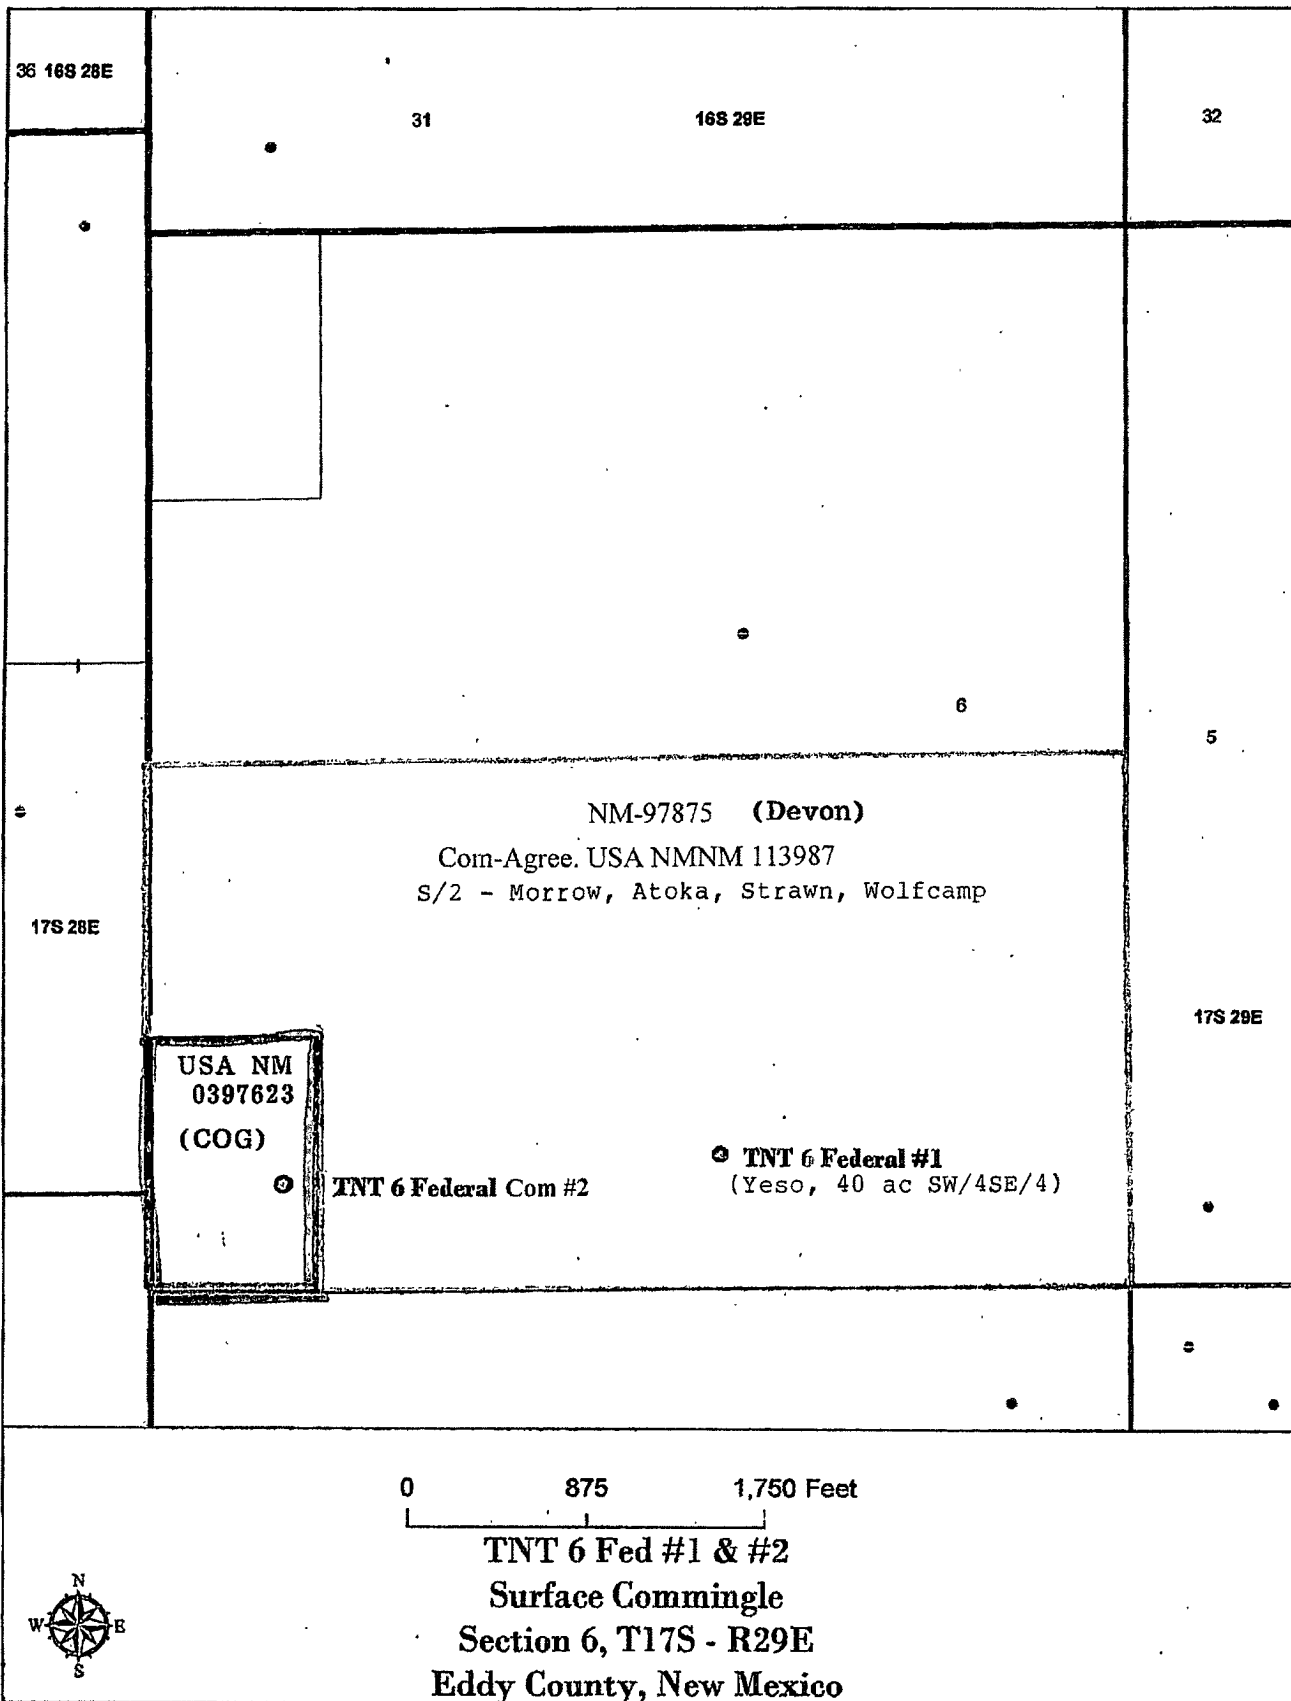 36 16S 28E
31
16S 29E
32
6
5
NM-97875 (Devon)
Com-Agree. USA NMNM 113987
S/2 - Morrow, Atoka, Strawn, Wolfcamp
17S 28E
17S 29E
USA NM
0397623
(COG)
TNT 6 Federal #1
(Yeso, 40 ac SW/4SE/4)
TNT 6 Federal Com #2
0 875 1,750 Feet
TNT 6 Fed #1 & #2
Surface Commingle
Section 6, T17S - R29E
Eddy County, New Mexico
N
W E
S